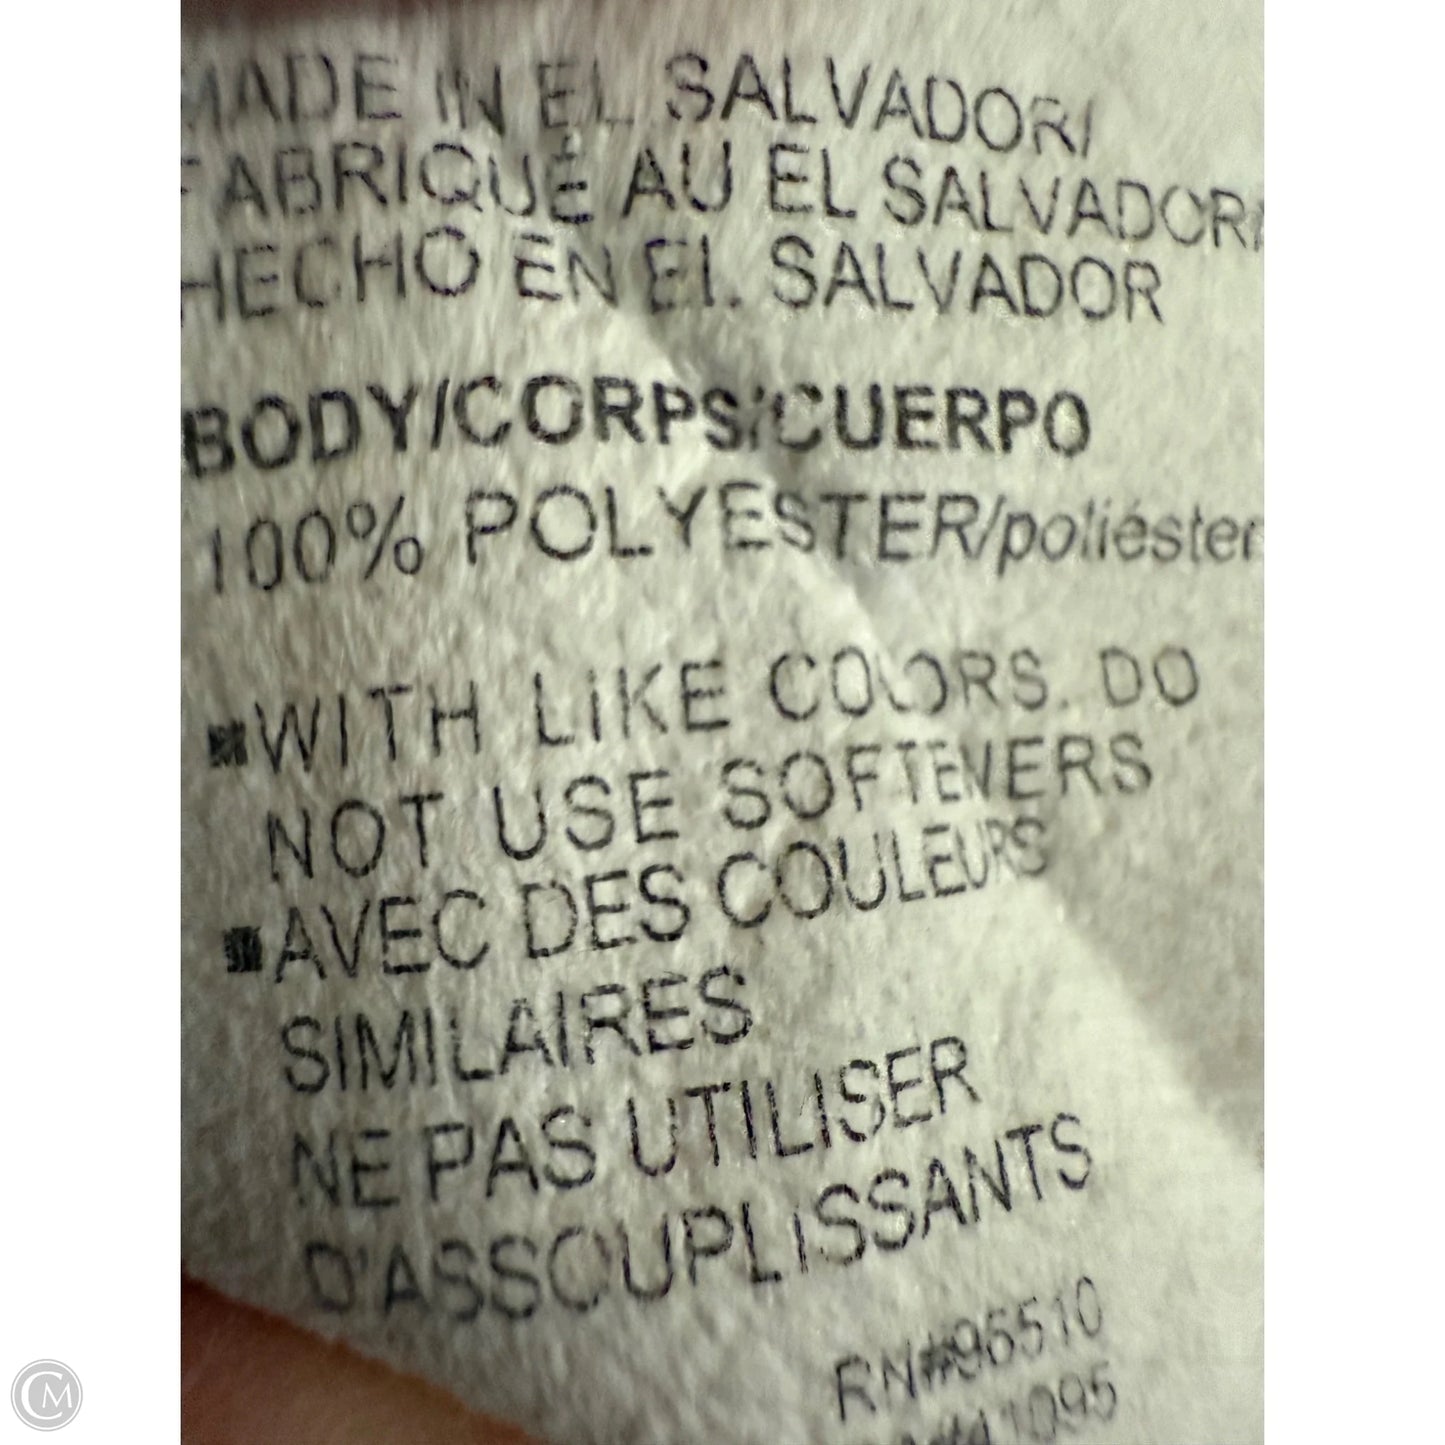 MADE IN EL SALVADOR/
FABRIQUÉ AU EL SALVADOR/
HECHO EN EL SALVADOR
BODY/CORPS/CUERPO
100% POLYESTER/poliéster
■WITH LIKE COLORS. DO
NOT USE SOFTENERS
■AVEC DES COULEURS
SIMILAIRES
NE PAS UTILISER
D'ASSOUPLISSANTS
RN#96510
CM